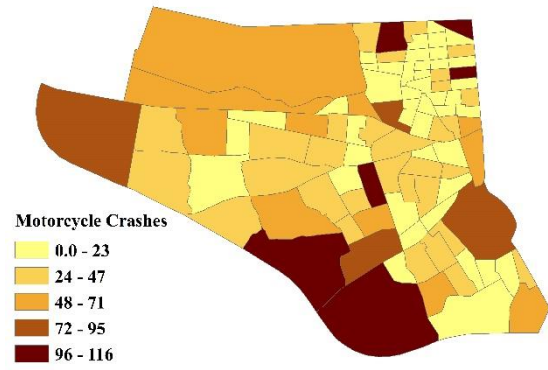 Motorcycle Crashes
0.0 - 23
24 - 47
48 - 71
72 - 95
96 - 116